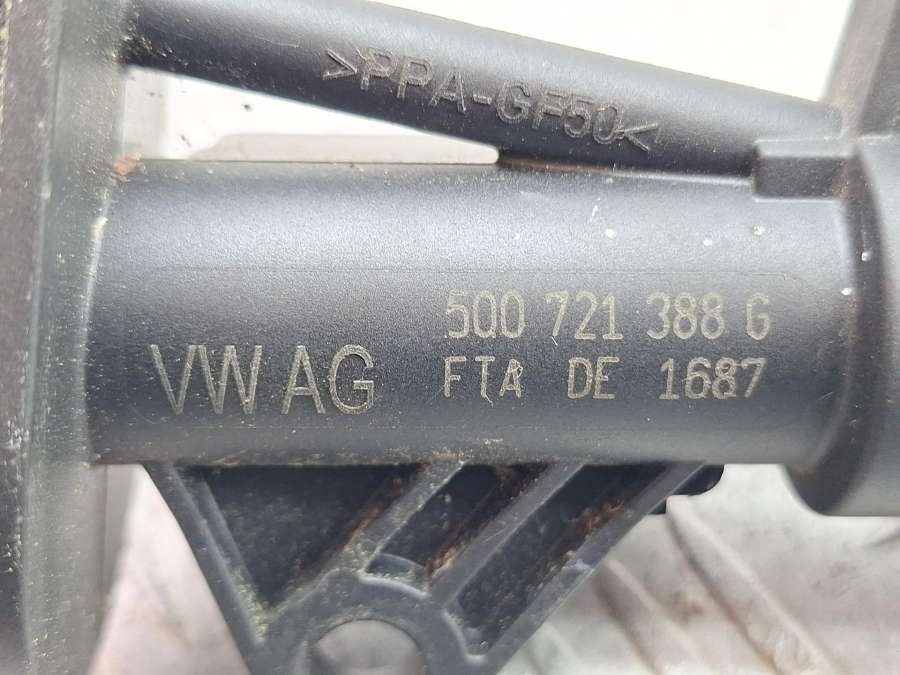 >PPA-GF50<
5Q0 721 388 G
VW AG FTA DE 1687